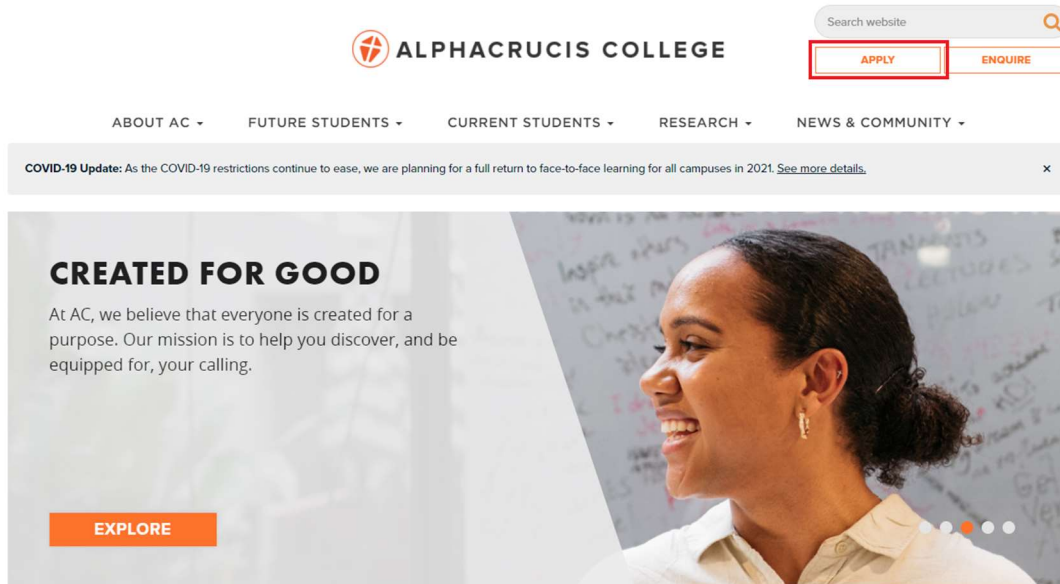 Search website
ALPHACRUCIS COLLEGE
APPLY
ENQUIRE
ABOUT AC
FUTURE STUDENTS
CURRENT STUDENTS
RESEARCH
NEWS & COMMUNITY
COVID-19 Update: As the COVID-19 restrictions continue to ease, we are planning for a full return to face-to-face learning for all campuses in 2021. See more details.
CREATED FOR GOOD
At AC, we believe that everyone is created for a
purpose. Our mission is to help you discover, and be
equipped for, your calling.
EXPLORE